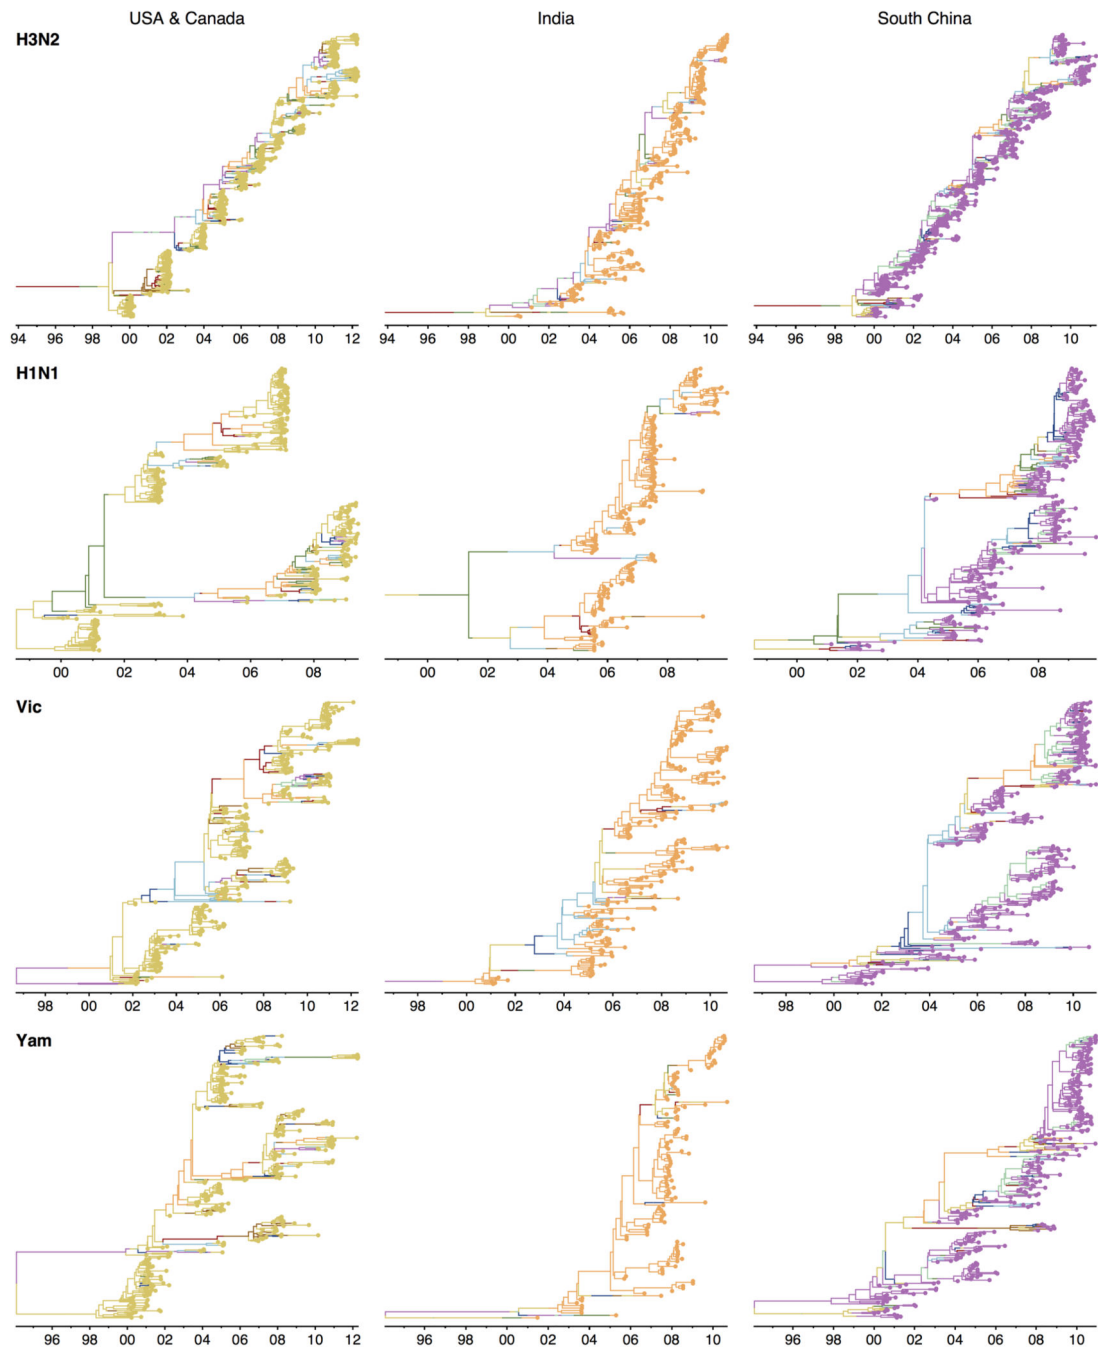 USA & Canada India South China
H3N2
94 96 98 00 02 04 06 08 10 12 94 96 98 00 02 04 06 08 10 94 96 98 00 02 04 06 08 10
H1N1
00 02 04 06 08 00 02 04 06 08 00 02 04 06 08
Vic
98 00 02 04 06 08 10 12 98 00 02 04 06 08 10 98 00 02 04 06 08 10
Yam
96 98 00 02 04 06 08 10 12 96 98 00 02 04 06 08 10 96 98 00 02 04 06 08 10